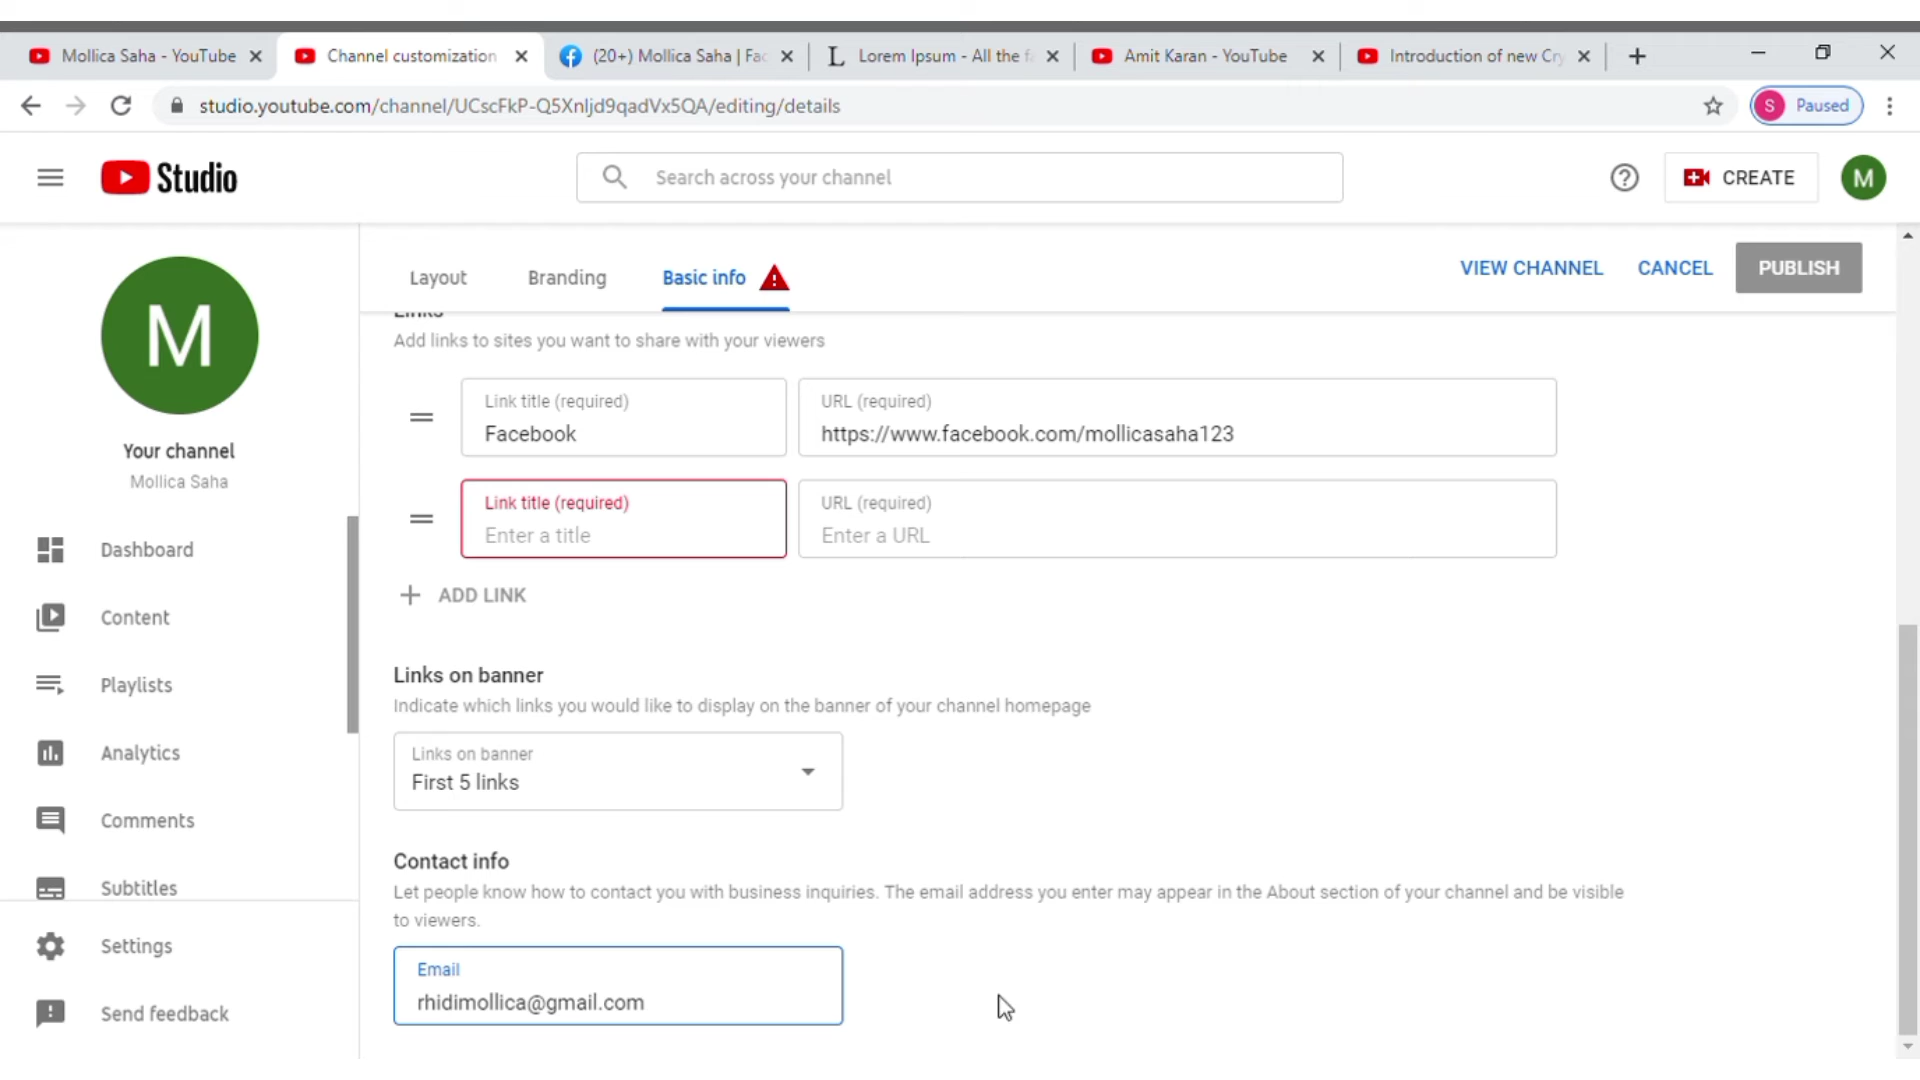 Mollica Saha - YouTube
Channel customization
(20+) Mollica Saha | Fac
Lorem Ipsum - All the fa
Amit Karan - YouTube
Introduction of new Cry
studio.youtube.com/channel/UCscFkP-Q5Xnljd9qadVx5QA/editing/details
S Paused
Studio
Search across your channel
CREATE
M
M
Your channel
Mollica Saha
Dashboard
Content
Playlists
Analytics
Comments
Subtitles
Settings
Send feedback
Layout
Branding
Basic info
VIEW CHANNEL
CANCEL
PUBLISH
Links
Add links to sites you want to share with your viewers
Link title (required)
Facebook
URL (required)
https://www.facebook.com/mollicasaha123
Link title (required)
Enter a title
URL (required)
Enter a URL
ADD LINK
Links on banner
Indicate which links you would like to display on the banner of your channel homepage
Links on banner
First 5 links
Contact info
Let people know how to contact you with business inquiries. The email address you enter may appear in the About section of your channel and be visible
to viewers.
Email
rhidimollica@gmail.com